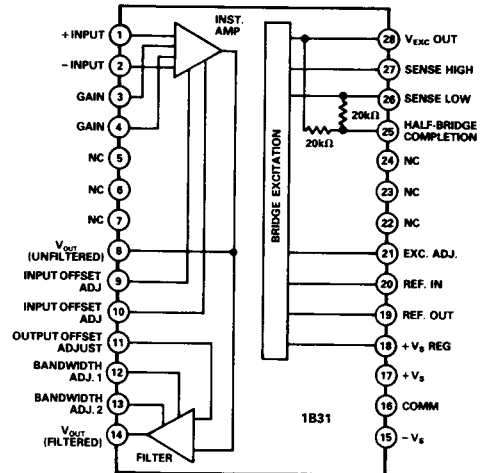 INST.
AMP
+ INPUT 1
− INPUT 2
GAIN 3
GAIN 4
NC 5
NC 6
NC 7
VOUT
(UNFILTERED) 8
INPUT OFFSET
ADJ 9
INPUT OFFSET
ADJ 10
OUTPUT OFFSET
ADJUST 11
BANDWIDTH
ADJ. 1 12
BANDWIDTH
ADJ. 2 13
VOUT
(FILTERED) 14
FILTER
BRIDGE EXCITATION
20kΩ
20kΩ
28 VEXC OUT
27 SENSE HIGH
26 SENSE LOW
25 HALF-BRIDGE
COMPLETION
24 NC
23 NC
22 NC
21 EXC. ADJ.
20 REF. IN
19 REF. OUT
18 + VS REG
17 + VS
16 COMM
15 − VS
1B31